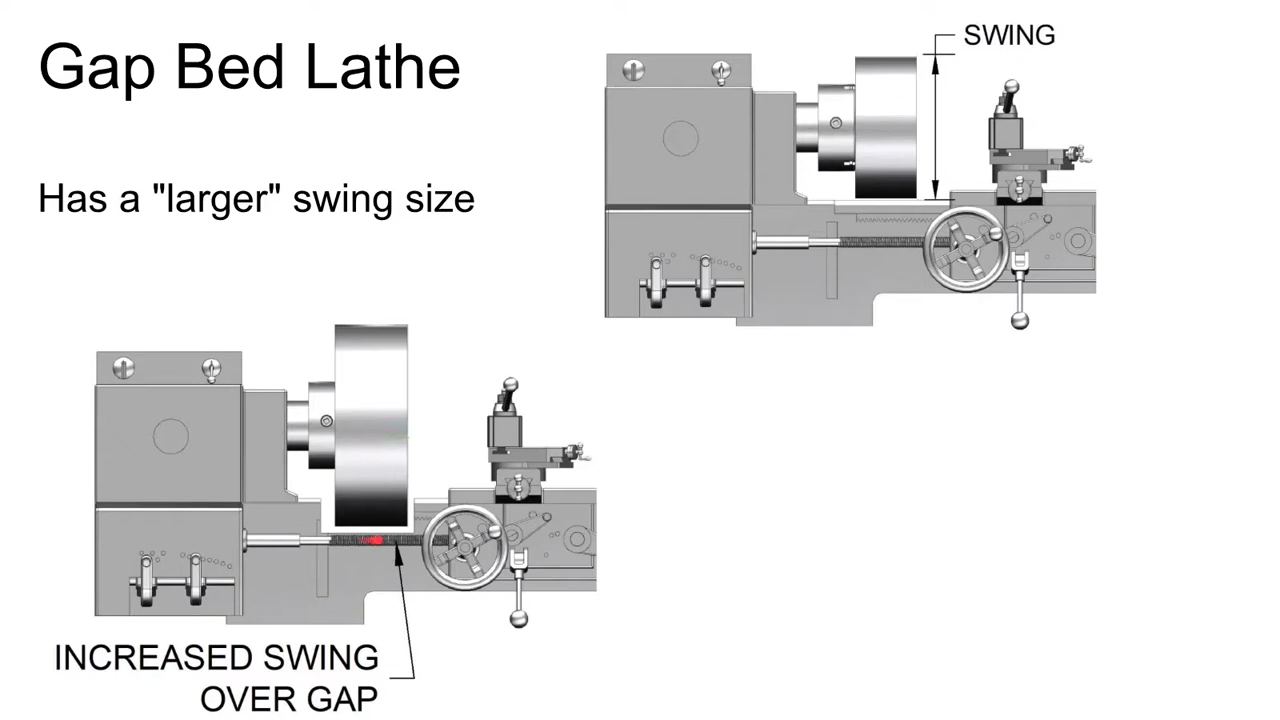 Gap Bed Lathe
Has a "larger" swing size
SWING
INCREASED SWING
OVER GAP